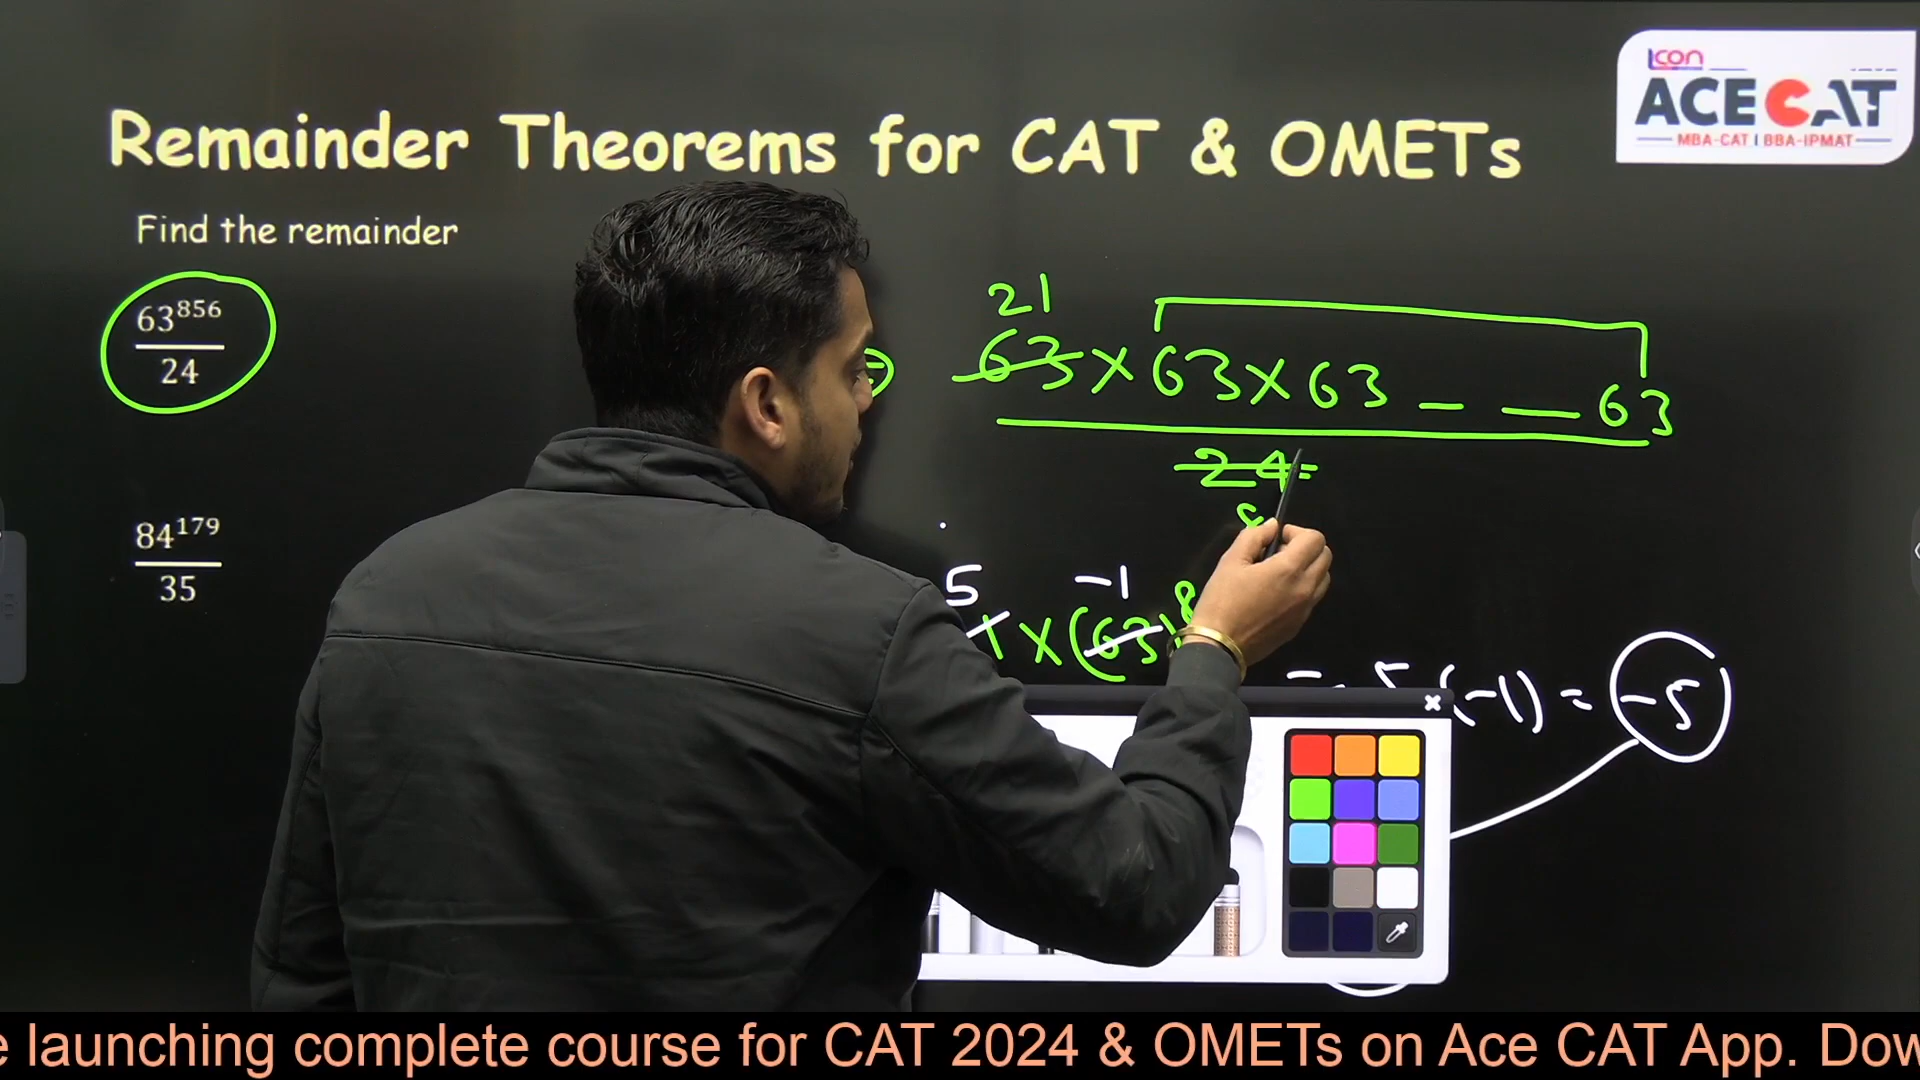 Icon
ACE CAT
MBA-CAT | BBA-IPMAT
Remainder Theorems for CAT & OMETs
Find the remainder
63^856
24
84^179
35
21
63 × 63 × 63 _ _ 63
24
8
5 -1
× (63)
5 (-1) = -5
launching complete course for CAT 2024 & OMETs on Ace CAT App.